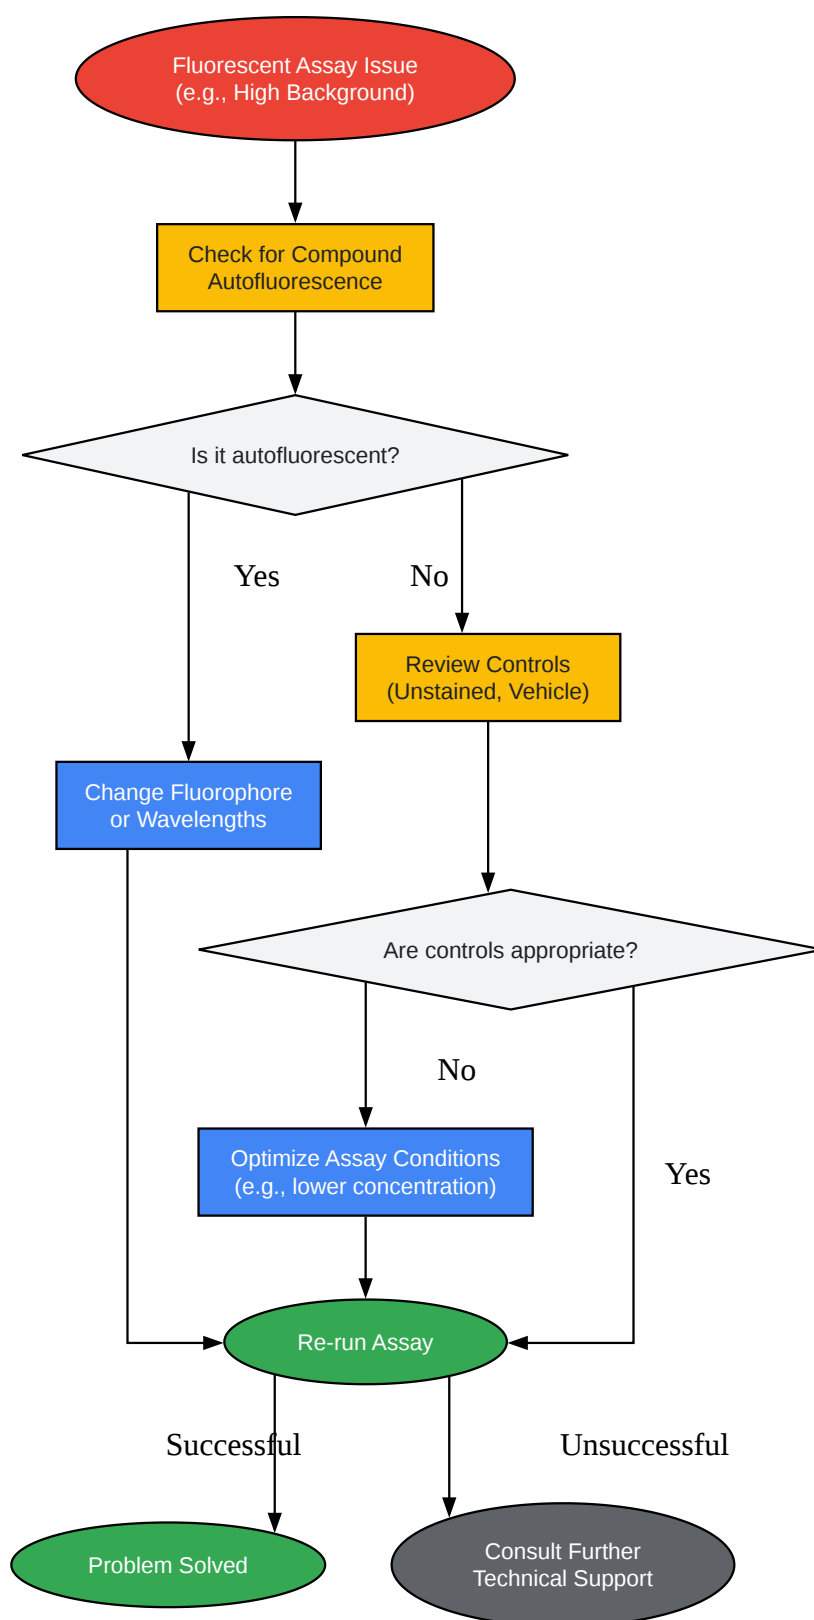 Fluorescent Assay Issue
(e.g., High Background)
Check for Compound
Autofluorescence
Is it autofluorescent?
Yes
No
Review Controls
(Unstained, Vehicle)
Change Fluorophore
or Wavelengths
Are controls appropriate?
No
Optimize Assay Conditions
(e.g., lower concentration)
Yes
Re-run Assay
Successful
Unsuccessful
Problem Solved
Consult Further
Technical Support